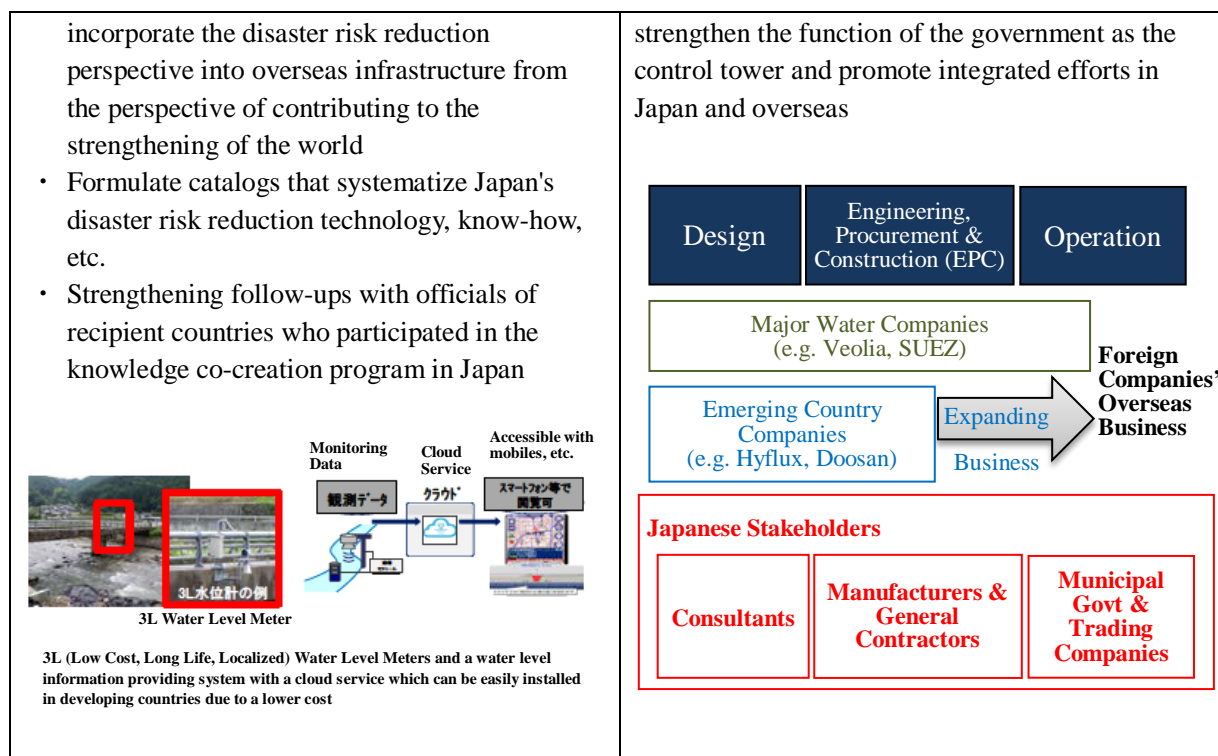 incorporate the disaster risk reduction
perspective into overseas infrastructure from
the perspective of contributing to the
strengthening of the world
・ Formulate catalogs that systematize Japan's
disaster risk reduction technology, know-how,
etc.
・ Strengthening follow-ups with officials of
recipient countries who participated in the
knowledge co-creation program in Japan
Monitoring
Data
Cloud
Service
Accessible with
mobiles, etc.
観測データ
クラウド
スマートフォン等で
閲覧可
3L水位計の例
3L Water Level Meter
3L (Low Cost, Long Life, Localized) Water Level Meters and a water level
information providing system with a cloud service which can be easily installed
in developing countries due to a lower cost
strengthen the function of the government as the
control tower and promote integrated efforts in
Japan and overseas
Design
Engineering,
Procurement &
Construction (EPC)
Operation
Major Water Companies
(e.g. Veolia, SUEZ)
Emerging Country
Companies
(e.g. Hyflux, Doosan)
Expanding
Business
Foreign
Companies’
Overseas
Business
Japanese Stakeholders
Consultants
Manufacturers &
General
Contractors
Municipal
Govt &
Trading
Companies